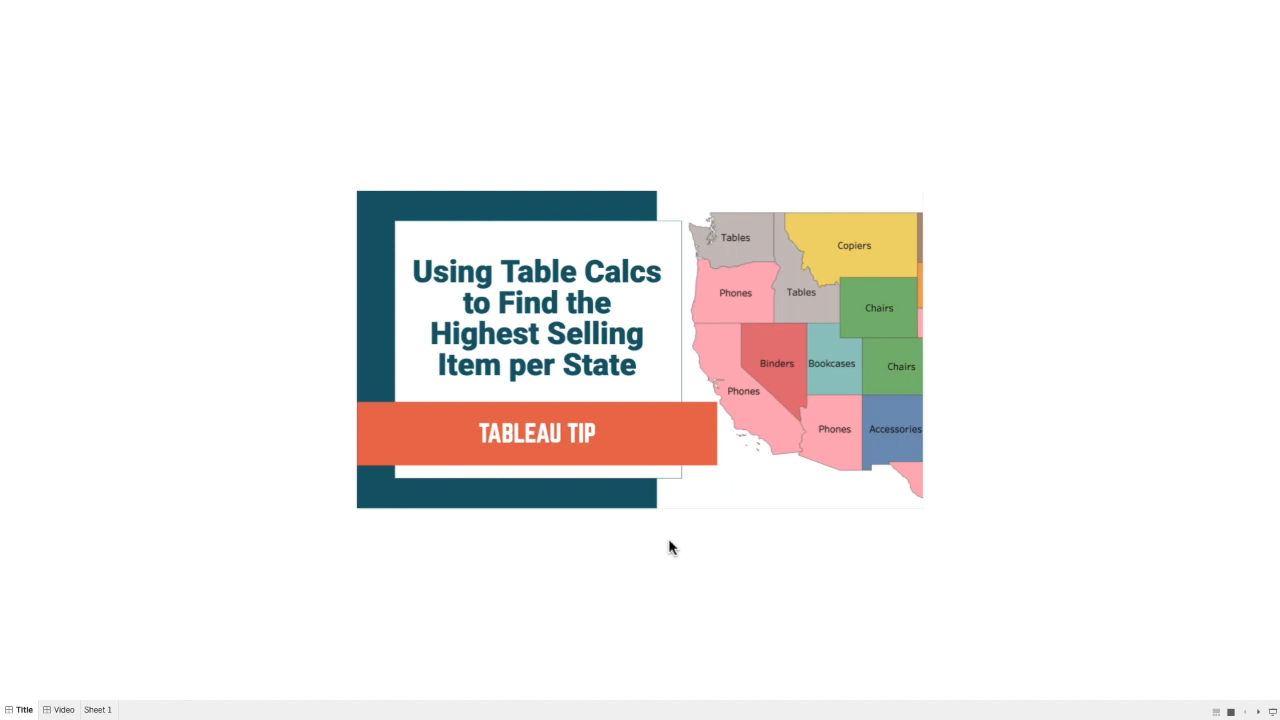 Using Table Calcs
to Find the
Highest Selling
Item per State
TABLEAU TIP
Tables
Copiers
Phones
Tables
Chairs
Binders
Bookcases
Chairs
Phones
Phones
Accessories
Title
Video
Sheet 1